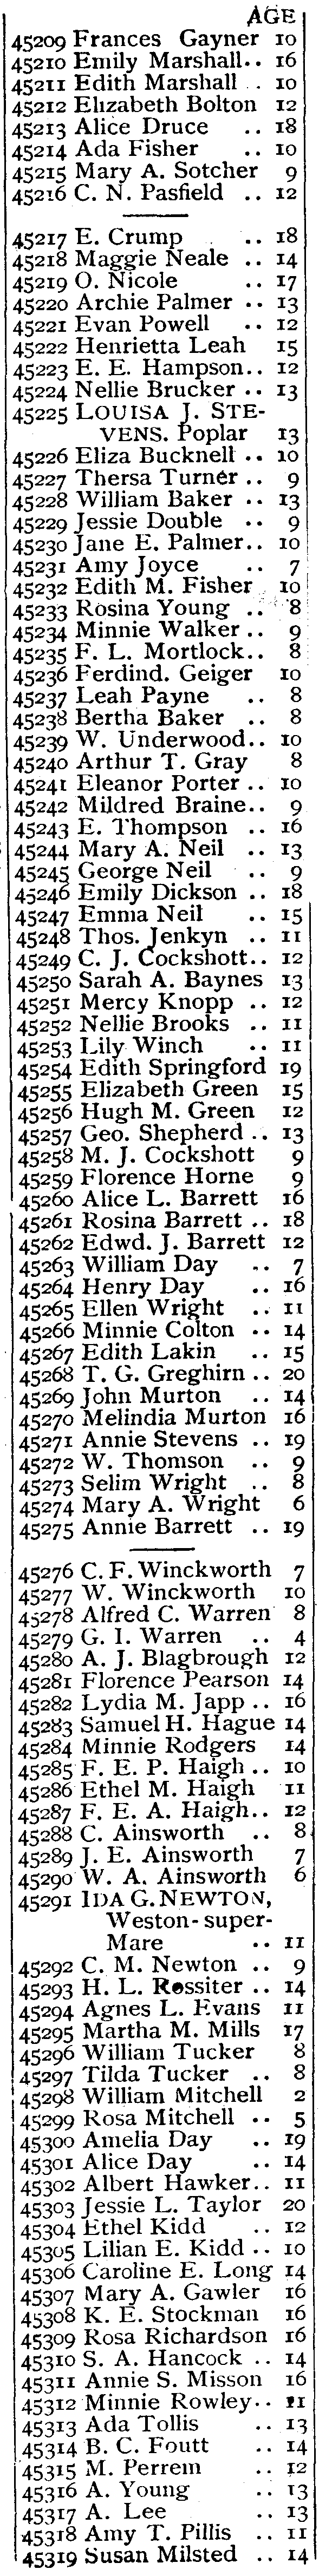 AGE
45209 Frances Gayner 10
45210 Emily Marshall.. 16
45211 Edith Marshall .. 10
45212 Elizabeth Bolton 12
45213 Alice Druce .. 18
45214 Ada Fisher .. 10
45215 Mary A. Sotcher 9
45216 C. N. Pasfield .. 12
45217 E. Crump .. 18
45218 Maggie Neale .. 14
45219 O. Nicole .. 17
45220 Archie Palmer .. 13
45221 Evan Powell .. 12
45222 Henrietta Leah 15
45223 E. E. Hampson.. 12
45224 Nellie Brucker .. 13
45225 LOUISA J. STE-
VENS. Poplar 13
45226 Eliza Bucknell .. 10
45227 Thersa Turner .. 9
45228 William Baker .. 13
45229 Jessie Double .. 9
45230 Jane E. Palmer.. 10
45231 Amy Joyce .. 7
45232 Edith M. Fisher 10
45233 Rosina Young .. 8
45234 Minnie Walker .. 9
45235 F. L. Mortlock.. 8
45236 Ferdind. Geiger 10
45237 Leah Payne .. 8
45238 Bertha Baker .. 8
45239 W. Underwood.. 10
45240 Arthur T. Gray 8
45241 Eleanor Porter .. 10
45242 Mildred Braine.. 9
45243 E. Thompson .. 16
45244 Mary A. Neil .. 13
45245 George Neil .. 9
45246 Emily Dickson .. 18
45247 Emma Neil .. 15
45248 Thos. Jenkyn .. 11
45249 C. J. Cockshott.. 12
45250 Sarah A. Baynes 13
45251 Mercy Knopp .. 12
45252 Nellie Brooks .. 11
45253 Lily Winch .. 11
45254 Edith Springford 19
45255 Elizabeth Green 15
45256 Hugh M. Green 12
45257 Geo. Shepherd .. 13
45258 M. J. Cockshott 9
45259 Florence Horne 9
45260 Alice L. Barrett 16
45261 Rosina Barrett .. 18
45262 Edwd. J. Barrett 12
45263 William Day .. 7
45264 Henry Day .. 16
45265 Ellen Wright .. 11
45266 Minnie Colton .. 14
45267 Edith Lakin .. 15
45268 T. G. Greghirn .. 20
45269 John Murton .. 14
45270 Melindia Murton 16
45271 Annie Stevens .. 19
45272 W. Thomson .. 9
45273 Selim Wright .. 8
45274 Mary A. Wright 6
45275 Annie Barrett .. 19
45276 C. F. Winckworth 7
45277 W. Winckworth 10
45278 Alfred C. Warren 8
45279 G. I. Warren .. 4
45280 A. J. Blagbrough 12
45281 Florence Pearson 14
45282 Lydia M. Japp .. 16
45283 Samuel H. Hague 14
45284 Minnie Rodgers 14
45285 F. E. P. Haigh .. 10
45286 Ethel M. Haigh 11
45287 F. E. A. Haigh.. 12
45288 C. Ainsworth .. 8
45289 J. E. Ainsworth 7
45290 W. A. Ainsworth 6
45291 IDA G. NEWTON,
Weston-super-
Mare .. 11
45292 C. M. Newton .. 9
45293 H. L. Rossiter .. 14
45294 Agnes L. Evans 11
45295 Martha M. Mills 17
45296 William Tucker 8
45297 Tilda Tucker .. 8
45298 William Mitchell 2
45299 Rosa Mitchell .. 5
45300 Amelia Day .. 19
45301 Alice Day .. 14
45302 Albert Hawker.. 11
45303 Jessie L. Taylor 20
45304 Ethel Kidd .. 12
45305 Lilian E. Kidd .. 10
45306 Caroline E. Long 14
45307 Mary A. Gawler 16
45308 K. E. Stockman 16
45309 Rosa Richardson 16
45310 S. A. Hancock .. 14
45311 Annie S. Misson 16
45312 Minnie Rowley.. 11
45313 Ada Tollis .. 13
45314 B. C. Foutt .. 14
45315 M. Perrem .. 12
45316 A. Young .. 13
45317 A. Lee .. 13
45318 Amy T. Pillis .. 11
45319 Susan Milsted .. 14